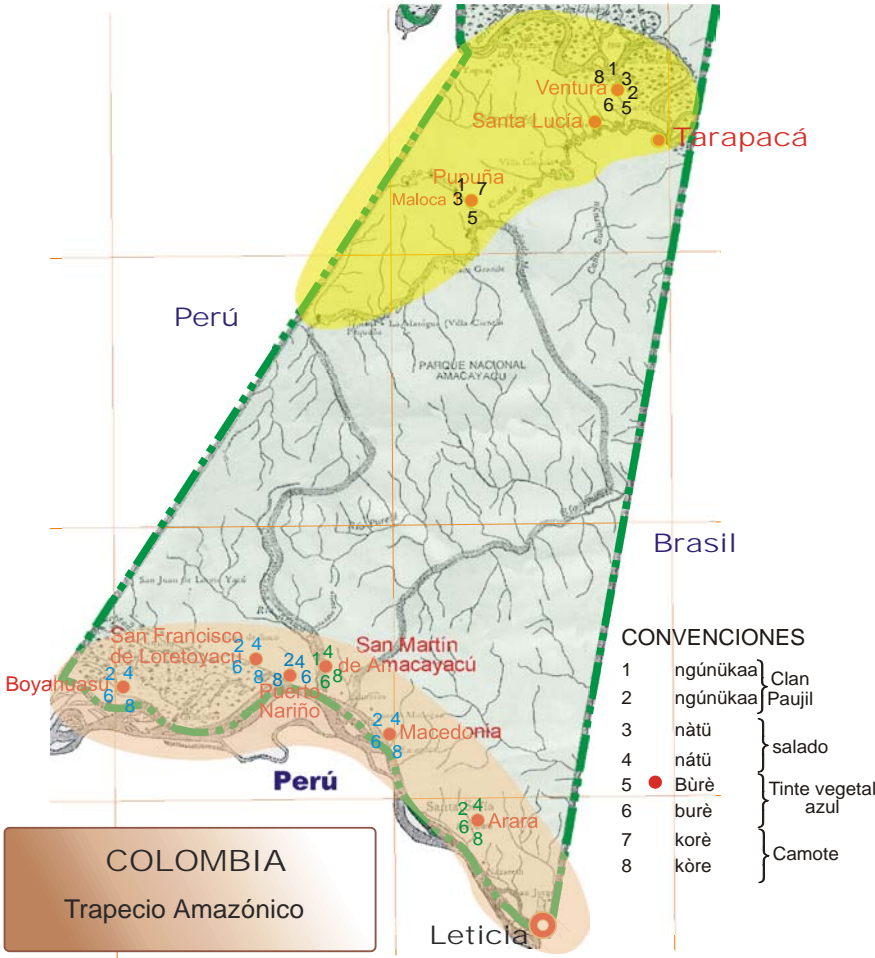 8 1 3
Ventura
2
6 5
Santa Lucía
Tarapacá
Pupuña
1 7
Maloca 3
5
Perú
PARQUE NACIONAL
AMACAYACU
Brasil
San Francisco
de Loretoyacú
2 4
6
8
2 4
8 6
Puerto
Nariño
1 4
6 8
San Martín
de Amacayacú
Boyahuasú
2 4
6
8
2 4
Macedonia
6
8
Perú
2 4
Arara
6
8
Leticia
COLOMBIA
Trapecio Amazónico
CONVENCIONES
1 ngúnükaa
2 ngúnükaa
Clan
Paujil
3 nàtü
4 nátü
salado
5 Bùrè
6 burè
Tinte vegetal
azul
7 korè
8 kòre
Camote